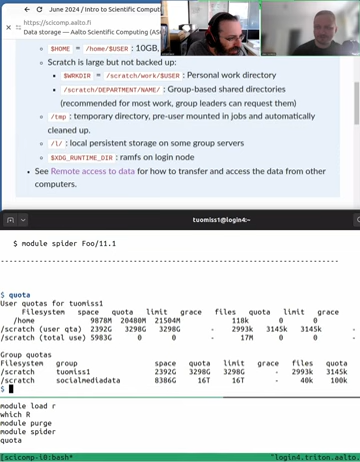 June 2024 / Intro to Scientific Comput
https://scicomp.aalto.fi
Data storage — Aalto Scientific Computing (AS
$HOME = /home/$USER : 10GB,
Scratch is large but not backed up:
$WRKDIR = /scratch/work/$USER : Personal work directory
/scratch/DEPARTMENT/NAME/ : Group-based shared directories
(recommended for most work, group leaders can request them)
/tmp : temporary directory, pre-user mounted in jobs and automatically
cleaned up.
/l/ : local persistent storage on some group servers
$XDG_RUNTIME_DIR : ramfs on login node
See Remote access to data for how to transfer and access the data from other
computers.
tuomiss1@login4:~
$ module spider Foo/11.1
--------------------------------------------------------------------------------
$ quota
User quotas for tuomiss1
Filesystem space quota limit grace files quota limit grace
/home 9878M 20480M 21504M 118k 0 0
/scratch (user qta) 2392G 3298G 3298G - 2993k 3145k 3145k -
/scratch (total use) 5983G 0 0 - 17M 0 0 -
Group quotas
Filesystem group space quota limit grace files quota
/scratch tuomiss1 2392G 3298G 3298G - 2993k 3145k
/scratch socialmediadata 8386G 16T 16T - 40k 100k
$
module load r
which R
module purge
module spider
quota
[scicomp-i0:bash* "login4.triton.aalto.